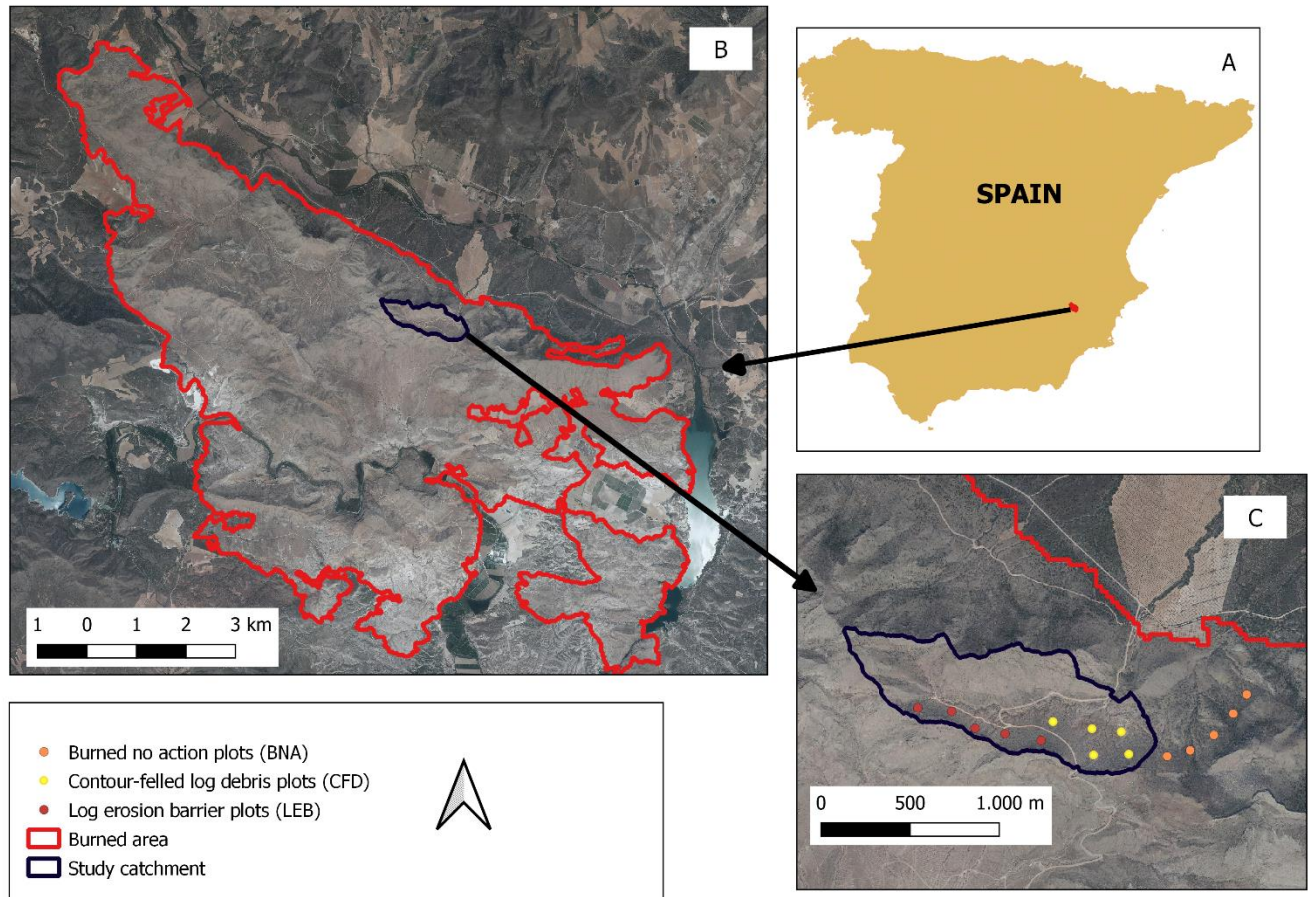 B
A
SPAIN
1 0 1 2 3 km
C
0 500 1.000 m
Burned no action plots (BNA)
Contour-felled log debris plots (CFD)
Log erosion barrier plots (LEB)
Burned area
Study catchment